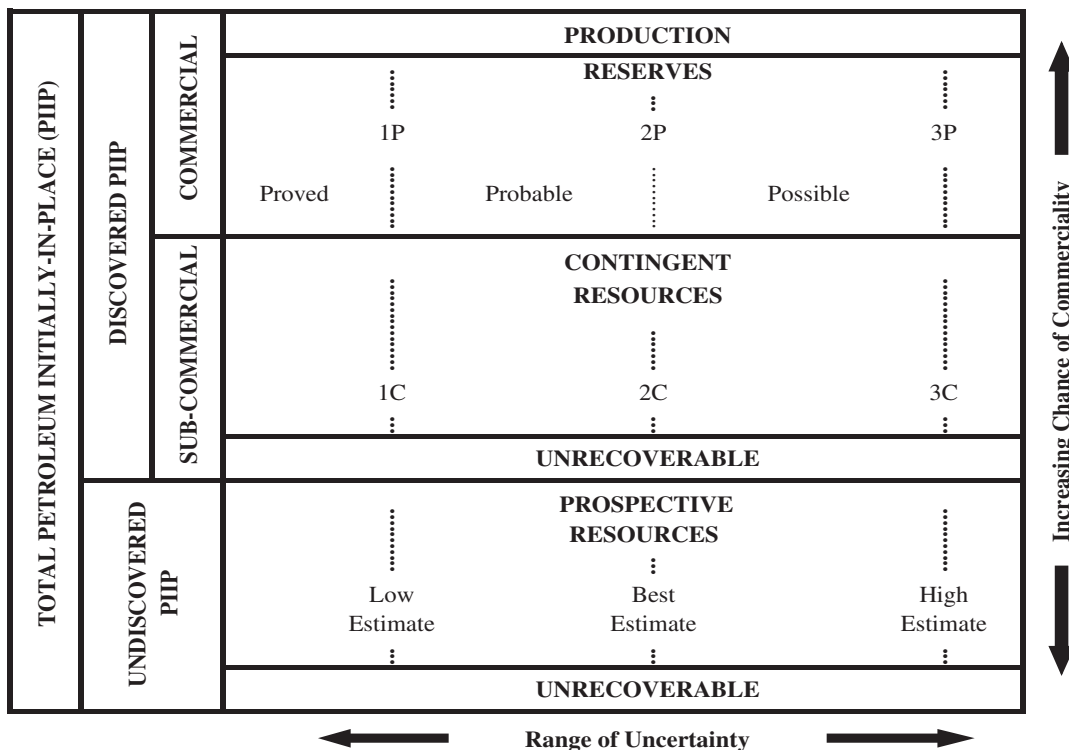 TOTAL PETROLEUM INITIALLY-IN-PLACE (PIIP)
DISCOVERED PIIP
COMMERCIAL
PRODUCTION
RESERVES
1P 2P 3P
Proved Probable Possible
SUB-COMMERCIAL
CONTINGENT
RESOURCES
1C 2C 3C
UNRECOVERABLE
UNDISCOVERED
PIIP
PROSPECTIVE
RESOURCES
Low Best High
Estimate Estimate Estimate
UNRECOVERABLE
Increasing Chance of Commerciality
Range of Uncertainty